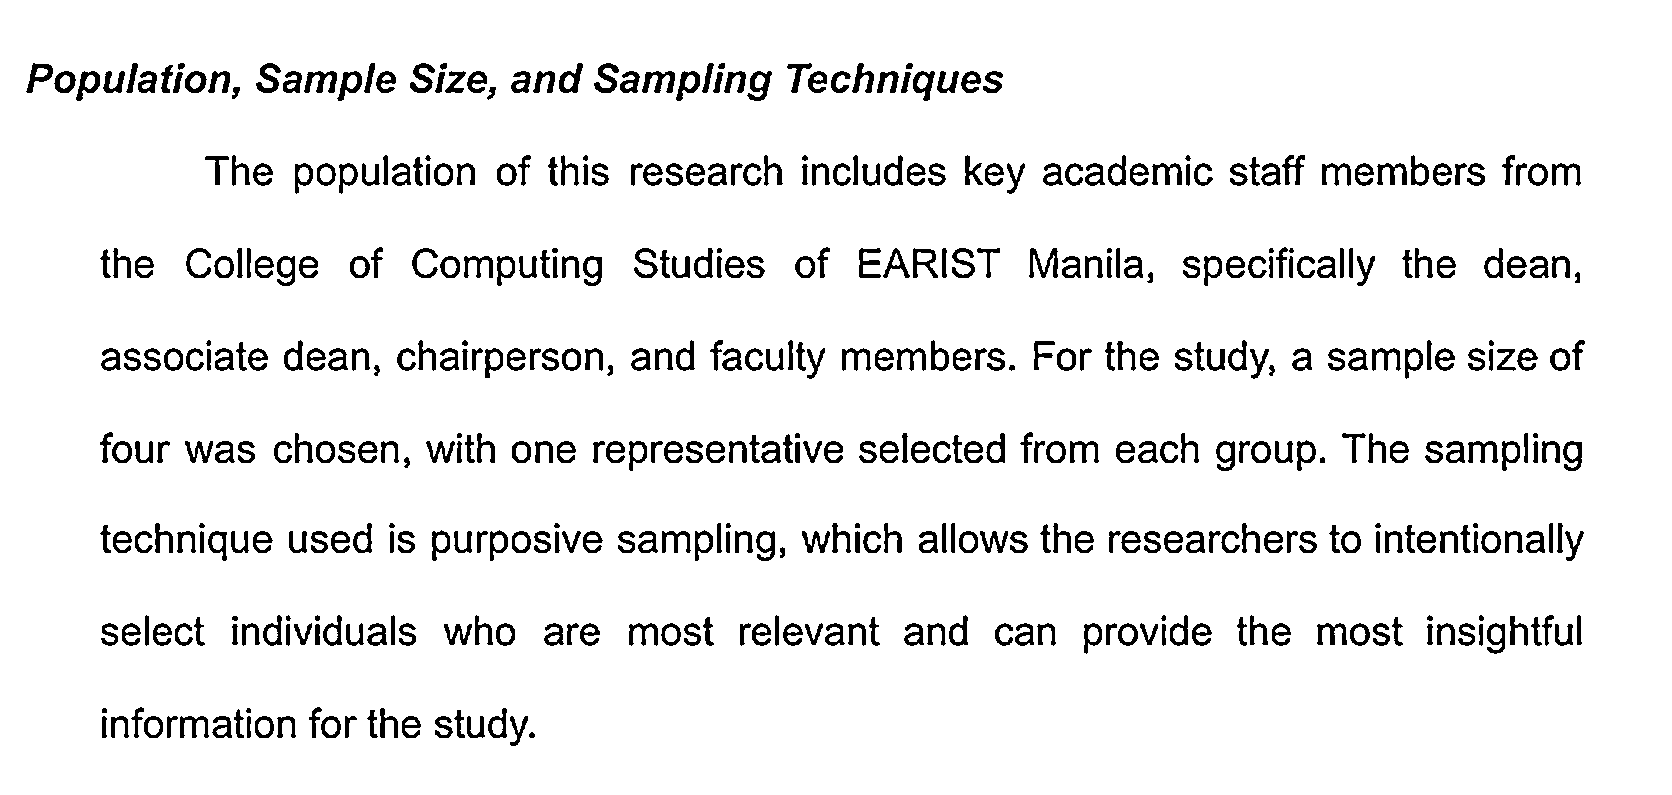 Population, Sample Size, and Sampling Techniques
The population of this research includes key academic staff members from
the College of Computing Studies of EARIST Manila, specifically the dean,
associate dean, chairperson, and faculty members. For the study, a sample size of
four was chosen, with one representative selected from each group. The sampling
technique used is purposive sampling, which allows the researchers to intentionally
select individuals who are most relevant and can provide the most insightful
information for the study.